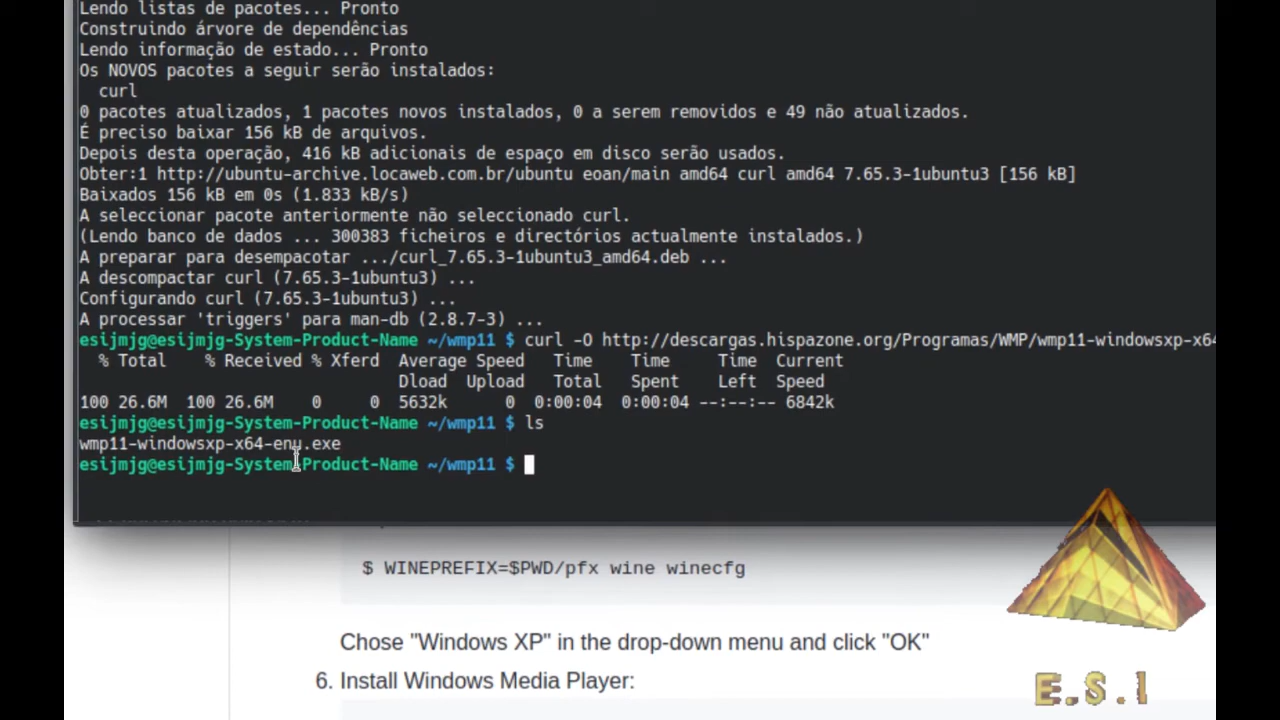 Lendo listas de pacotes... Pronto
Construindo árvore de dependências
Lendo informação de estado... Pronto
Os NOVOS pacotes a seguir serão instalados:
curl
0 pacotes atualizados, 1 pacotes novos instalados, 0 a serem removidos e 49 não atualizados.
É preciso baixar 156 kB de arquivos.
Depois desta operação, 416 kB adicionais de espaço em disco serão usados.
Obter:1 http://ubuntu-archive.locaweb.com.br/ubuntu eoan/main amd64 curl amd64 7.65.3-1ubuntu3 [156 kB]
Baixados 156 kB em 0s (1.833 kB/s)
A seleccionar pacote anteriormente não seleccionado curl.
(Lendo banco de dados ... 300383 ficheiros e directórios actualmente instalados.)
A preparar para desempacotar .../curl_7.65.3-1ubuntu3_amd64.deb ...
A descompactar curl (7.65.3-1ubuntu3) ...
Configurando curl (7.65.3-1ubuntu3) ...
A processar 'triggers' para man-db (2.8.7-3) ...
esijmjg@esijmjg-System-Product-Name ~/wmp11 $ curl -O http://descargas.hispazone.org/Programas/WMP/wmp11-windowsxp-x64
% Total % Received % Xferd Average Speed Time Time Time Current
Dload Upload Total Spent Left Speed
100 26.6M 100 26.6M 0 0 5632k 0 0:00:04 0:00:04 --:--:-- 6842k
esijmjg@esijmjg-System-Product-Name ~/wmp11 $ ls
wmp11-windowsxp-x64-enu.exe
esijmjg@esijmjg-System-Product-Name ~/wmp11 $
$ WINEPREFIX=$PWD/pfx wine winecfg
Chose "Windows XP" in the drop-down menu and click "OK"
6. Install Windows Media Player:
E.S.I